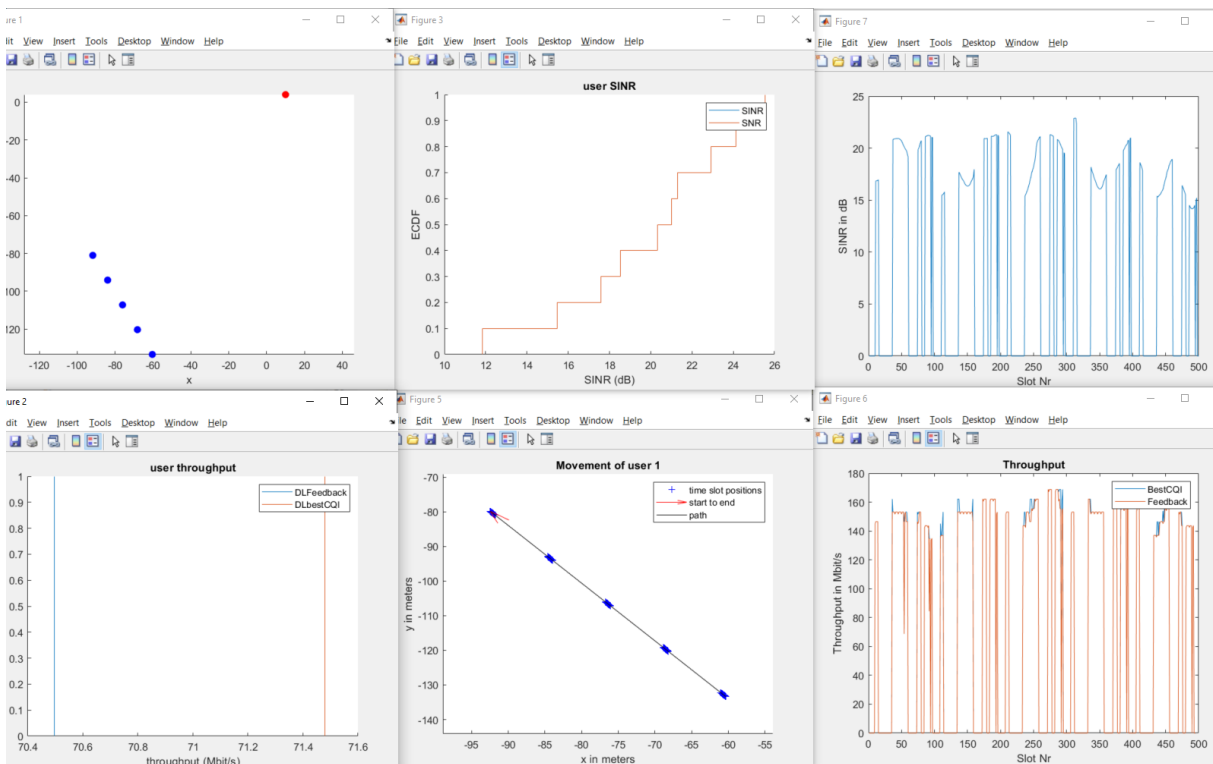 ure 1
dit View Insert Tools Desktop Window Help
0
-20
-40
-60
-80
100
120
-120 -100 -80 -60 -40 -20 0 20 40
x
Figure 3
File Edit View Insert Tools Desktop Window Help
user SINR
SINR
SNR
1
0.9
0.8
0.7
0.6
0.5
0.4
0.3
0.2
0.1
0
ECDF
10 12 14 16 18 20 22 24 26
SINR (dB)
Figure 7
File Edit View Insert Tools Desktop Window Help
25
20
15
10
5
0
SINR in dB
0 50 100 150 200 250 300 350 400 450 500
Slot Nr
ure 2
dit View Insert Tools Desktop Window Help
user throughput
DLFeedback
DLbestCQI
1
0.9
0.8
0.7
0.6
0.5
0.4
0.3
0.2
0.1
0
70.4 70.6 70.8 71 71.2 71.4 71.6
throughput (Mbit/s)
Figure 5
ile Edit View Insert Tools Desktop Window Help
Movement of user 1
time slot positions
start to end
path
-70
-80
-90
-100
-110
-120
-130
-140
y in meters
-95 -90 -85 -80 -75 -70 -65 -60 -55
x in meters
Figure 6
File Edit View Insert Tools Desktop Window Help
Throughput
BestCQI
Feedback
180
160
140
120
100
80
60
40
20
0
Throughput in Mbit/s
0 50 100 150 200 250 300 350 400 450 500
Slot Nr